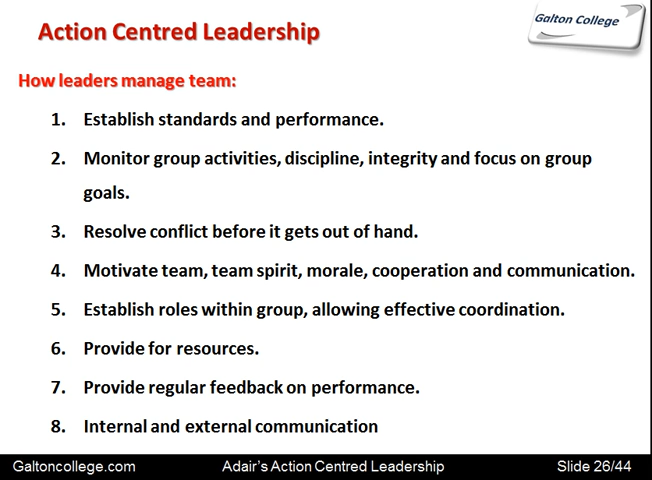 Action Centred Leadership
Galton College
How leaders manage team:
1. Establish standards and performance.
2. Monitor group activities, discipline, integrity and focus on group
goals.
3. Resolve conflict before it gets out of hand.
4. Motivate team, team spirit, morale, cooperation and communication.
5. Establish roles within group, allowing effective coordination.
6. Provide for resources.
7. Provide regular feedback on performance.
8. Internal and external communication
Galtoncollege.com Adair's Action Centred Leadership Slide 26/44